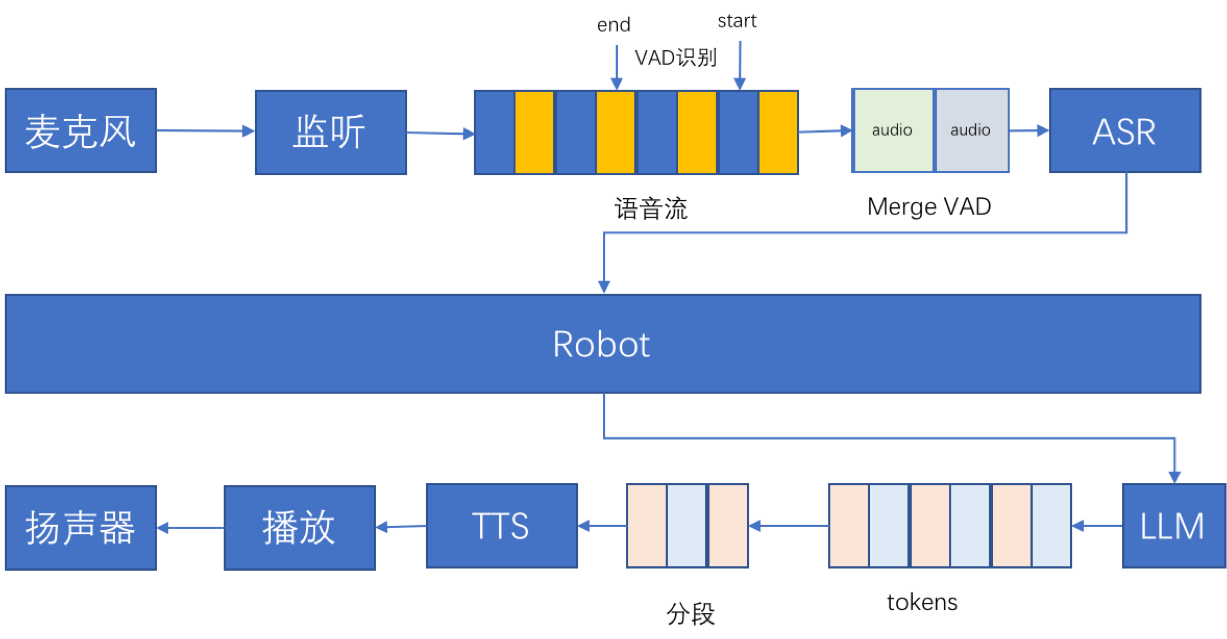 end
start
VAD识别
麦克风
监听
audio
audio
ASR
语音流
Merge VAD
Robot
扬声器
播放
TTS
LLM
分段
tokens